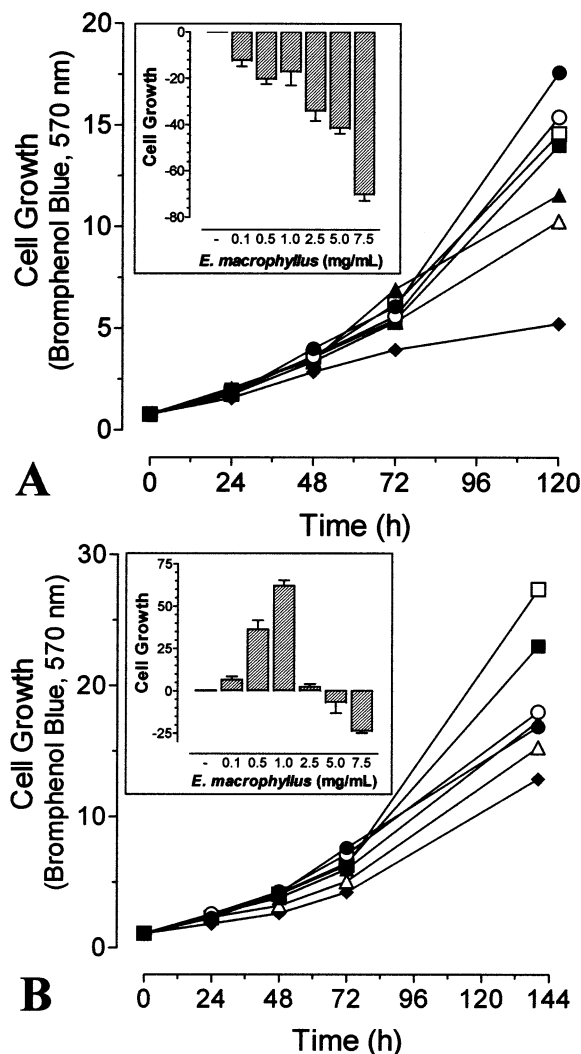 20
15
10
5
0
Cell Growth
(Bromphenol Blue, 570 nm)
0
-20
-40
-60
-80
Cell Growth
- 0.1 0.5 1.0 2.5 5.0 7.5
E. macrophyllus (mg/mL)
A
0 24 48 72 96 120
Time (h)
30
20
10
0
Cell Growth
(Bromphenol Blue, 570 nm)
75
50
25
0
-25
Cell Growth
- 0.1 0.5 1.0 2.5 5.0 7.5
E. macrophyllus (mg/mL)
B
0 24 48 72 96 120 144
Time (h)